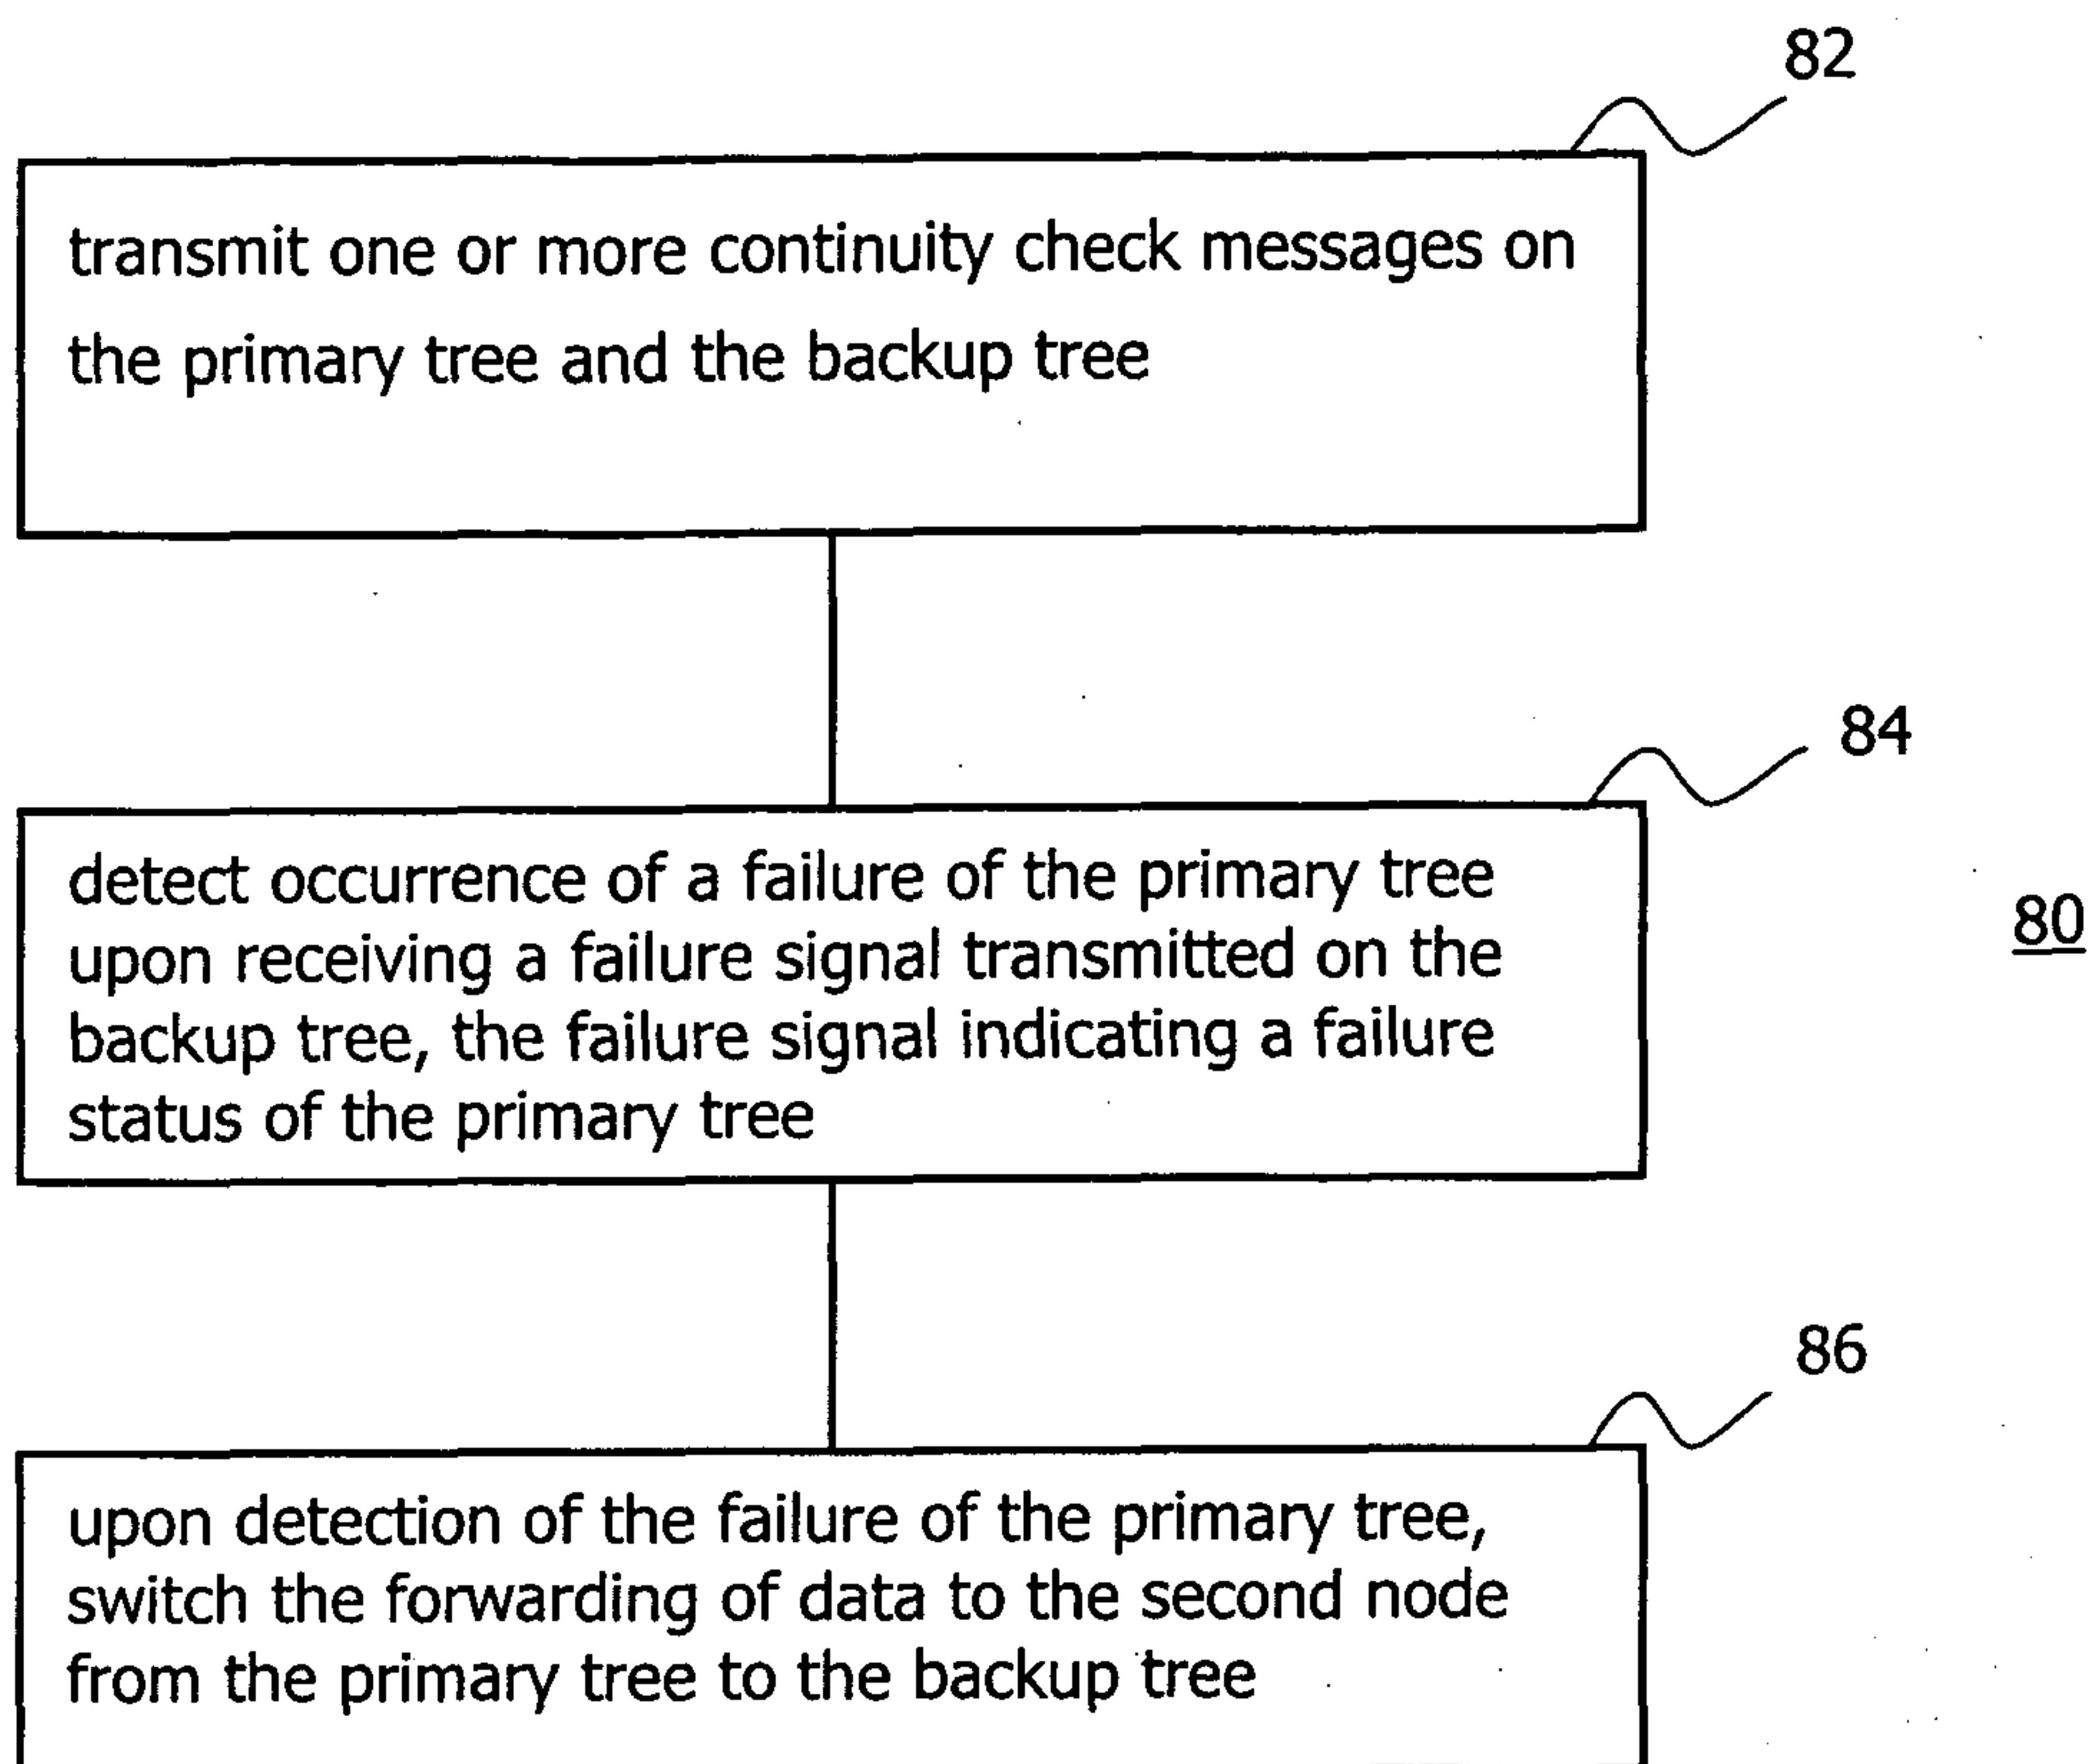 82
transmit one or more continuity check messages on
the primary tree and the backup tree
84
detect occurrence of a failure of the primary tree
upon receiving a failure signal transmitted on the
backup tree, the failure signal indicating a failure
status of the primary tree
80
86
upon detection of the failure of the primary tree,
switch the forwarding of data to the second node
from the primary tree to the backup tree